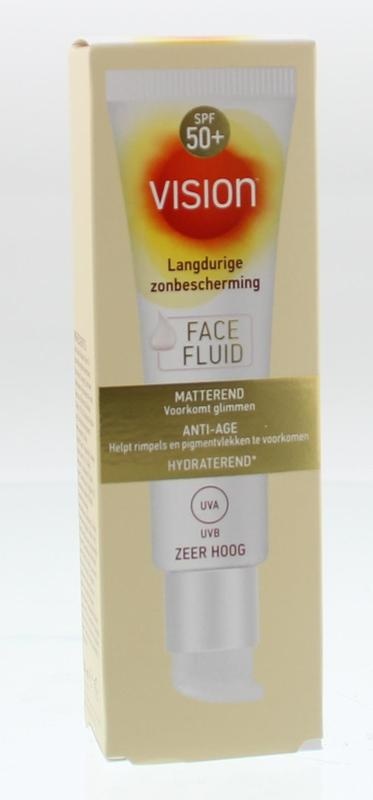 SPF
50+
VISION™
Langdurige
zonbescherming
FACE
FLUID
MATTEREND
Voorkomt glimmen
ANTI-AGE
Helpt rimpels en pigmentvlekken te voorkomen
HYDRATEREND*
UVA
UVB
ZEER HOOG